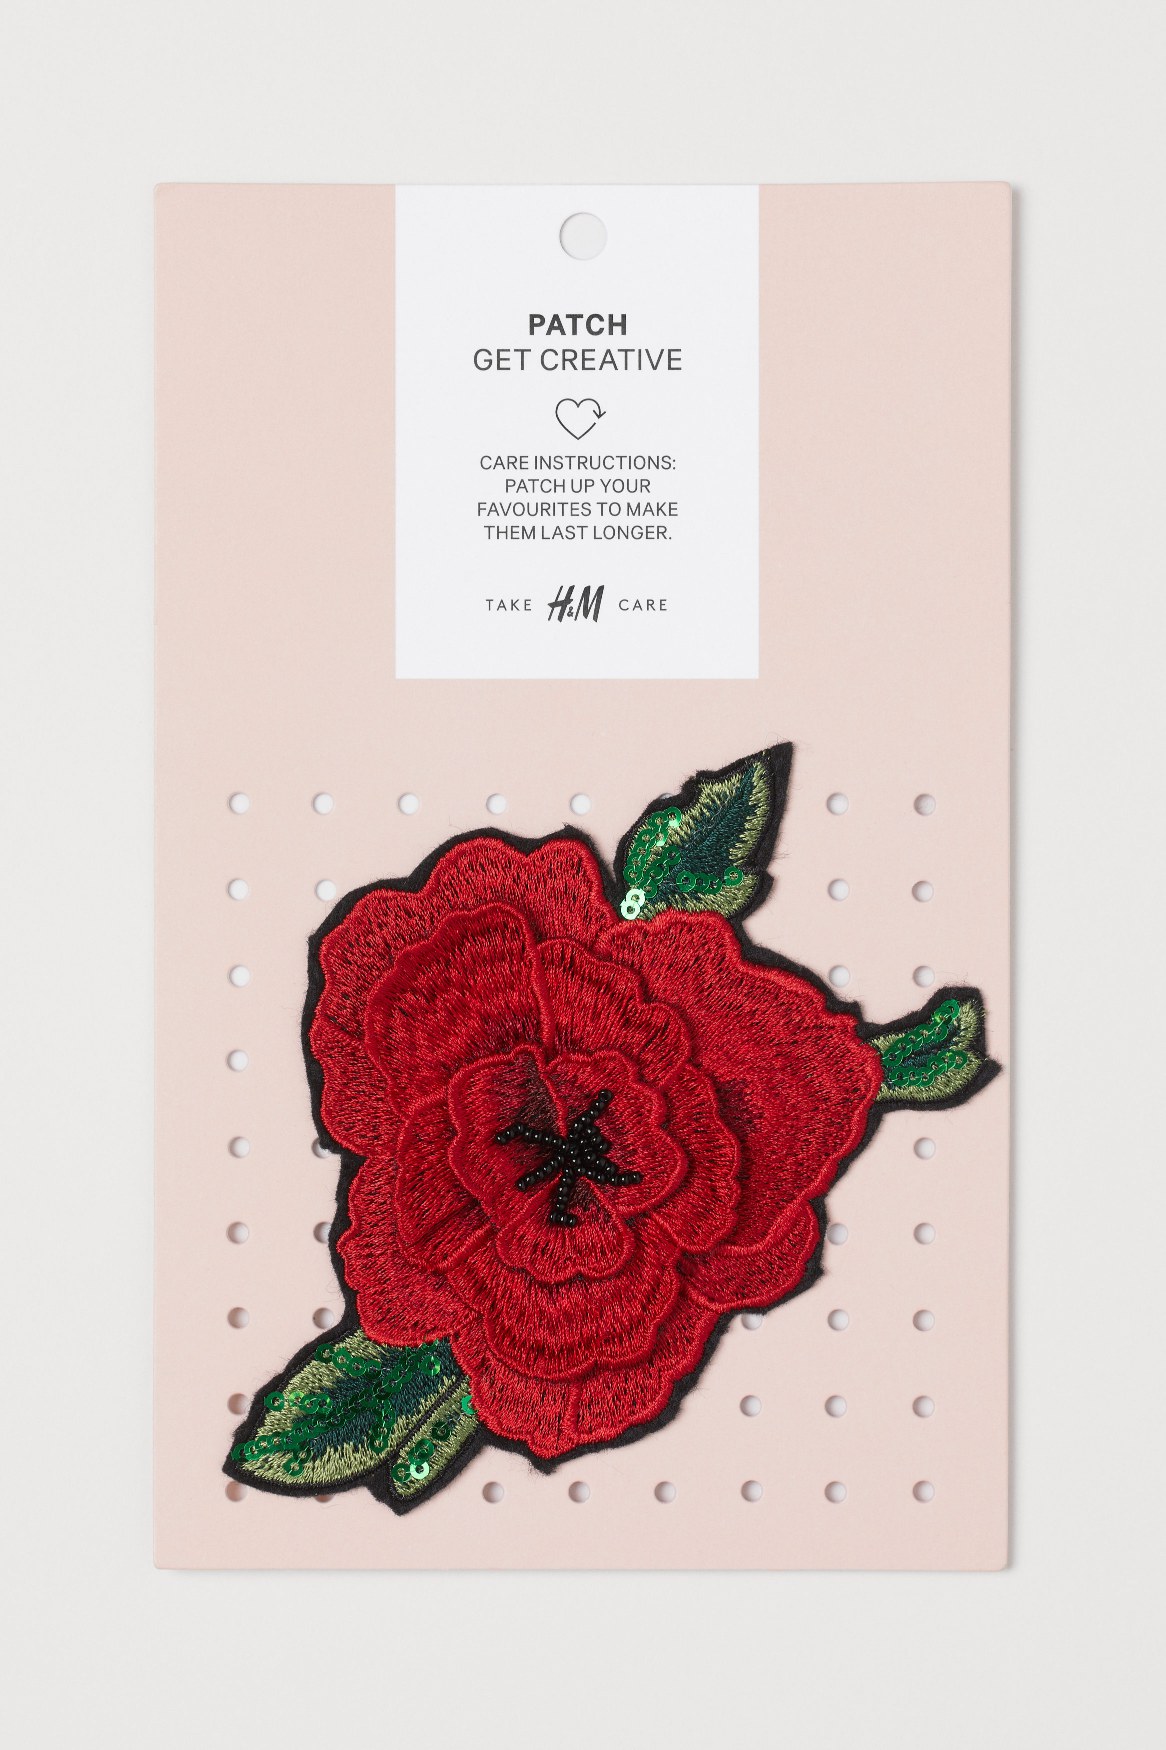 PATCH
GET CREATIVE
CARE INSTRUCTIONS:
PATCH UP YOUR
FAVOURITES TO MAKE
THEM LAST LONGER.
TAKE H&M CARE